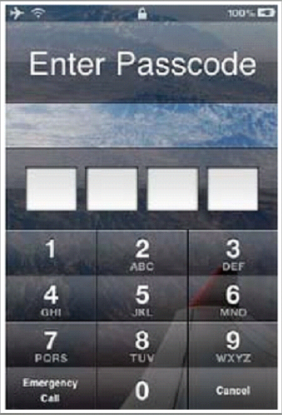 100%
Enter Passcode
1 2 3
ABC DEF
4 5 6
GHI JKL MNO
7 8 9
PQRS TUV WXYZ
Emergency 0 Cancel
Call